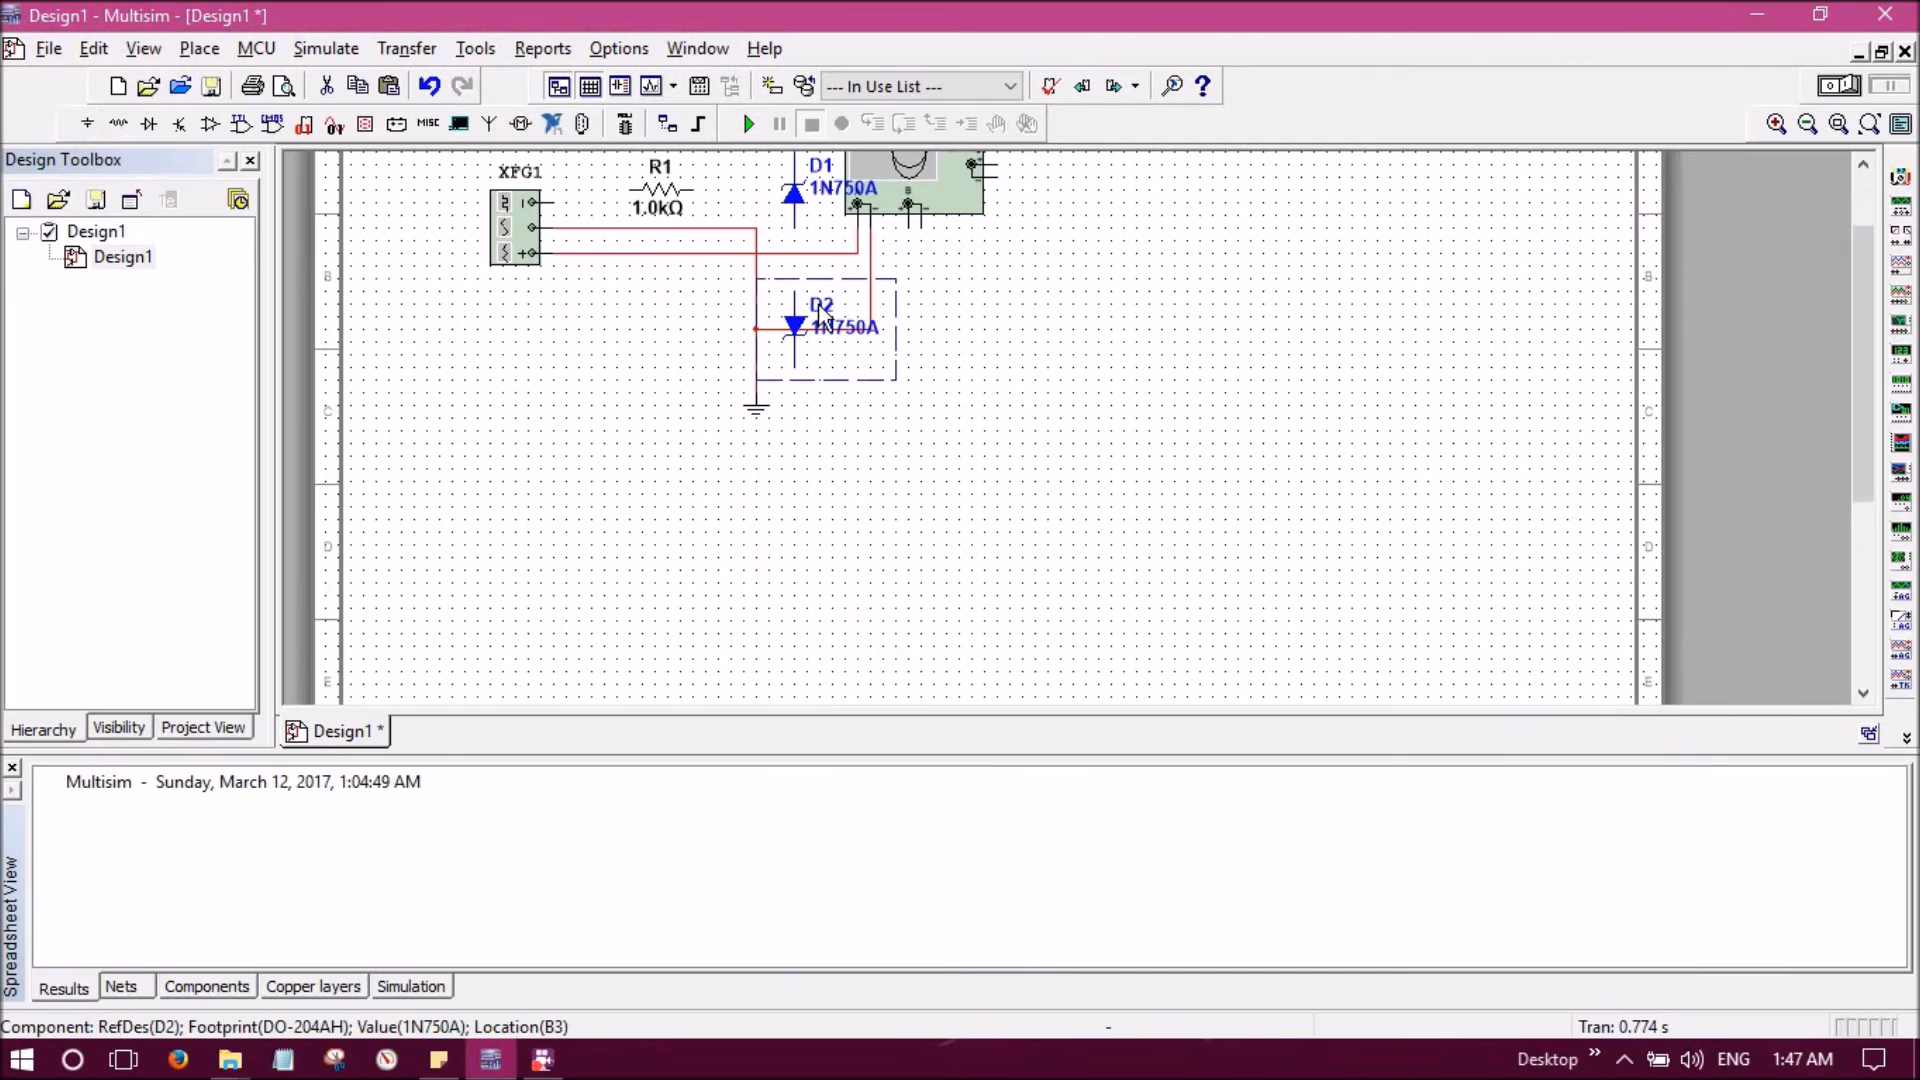 Design1 - Multisim - [Design1 *]
File Edit View Place MCU Simulate Transfer Tools Reports Options Window Help
--- In Use List ---
MISC
Design Toolbox
Design1
Design1
Hierarchy Visibility Project View
XFG1
R1
1.0kΩ
D1
1N750A
B
D2
1N750A
B B
C C
D D
E E
Design1 *
Multisim - Sunday, March 12, 2017, 1:04:49 AM
Spreadsheet View
Results Nets Components Copper layers Simulation
Component: RefDes(D2); Footprint(DO-204AH); Value(1N750A); Location(B3)
-
Tran: 0.774 s
Desktop
ENG
1:47 AM